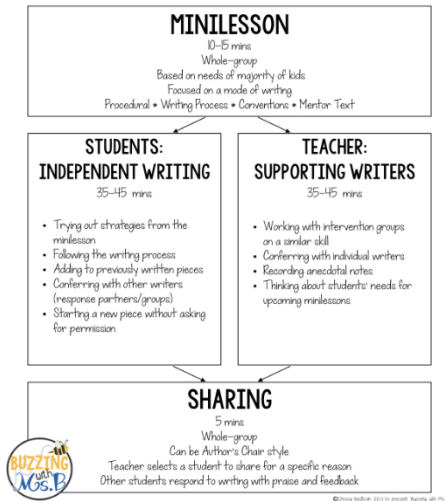 MINILESSON
10-15 mins
Whole-group
Based on needs of majority of kids
Focused on a mode of writing
Procedural * Writing Process * Conventions * Mentor Text
STUDENTS:
INDEPENDENT WRITING
35-45 mins
• Trying out strategies from the
minilesson
• Following the writing process
• Adding to previously written pieces
• Conferring with other writers
(response partners/groups)
• Starting a new piece without asking
for permission
TEACHER:
SUPPORTING WRITERS
35-45 mins
• Working with intervention groups
on a similar skill
• Conferring with individual writers
• Recording anecdotal notes
• Thinking about students' needs for
upcoming minilessons
SHARING
5 mins
Whole-group
Can be Author's Chair style
Teacher selects a student to share for a specific reason
Other students respond to writing with praise and feedback
BUZZING
with
Ms.B